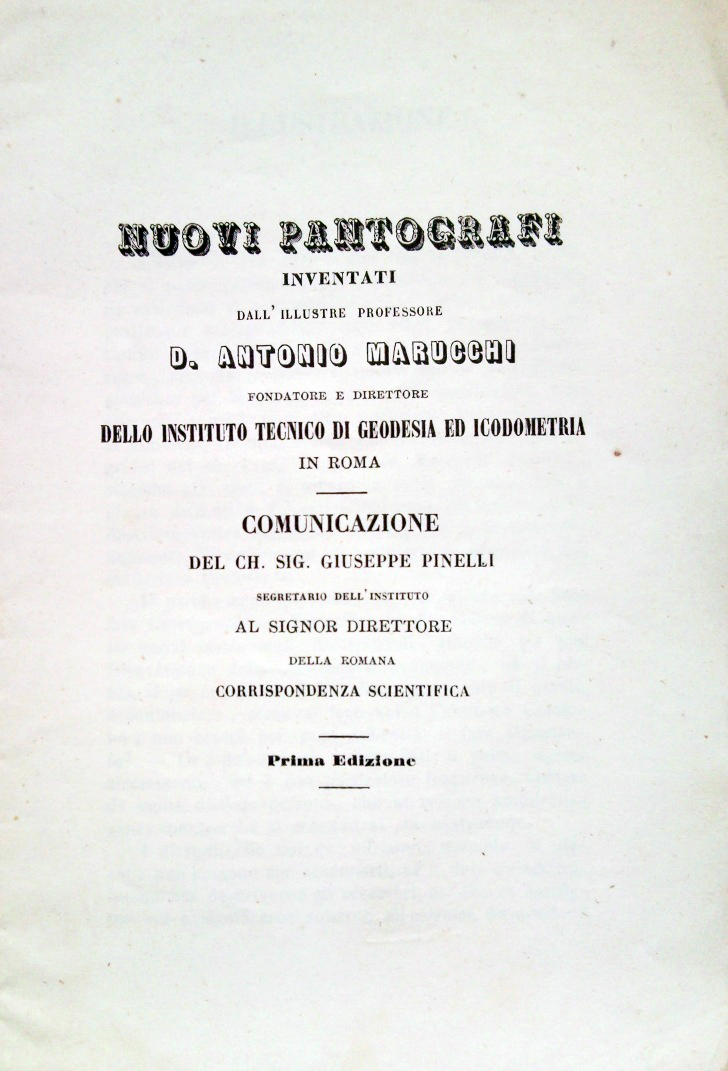 NUOVI PANTOGRAFI
INVENTATI
DALL' ILLUSTRE PROFESSORE
D. ANTONIO MARUCCHI
FONDATORE E DIRETTORE
DELLO INSTITUTO TECNICO DI GEODESIA ED ICODOMETRIA
IN ROMA
COMUNICAZIONE
DEL CH. SIG. GIUSEPPE PINELLI
SEGRETARIO DELL'INSTITUTO
AL SIGNOR DIRETTORE
DELLA ROMANA
CORRISPONDENZA SCIENTIFICA
Prima Edizione